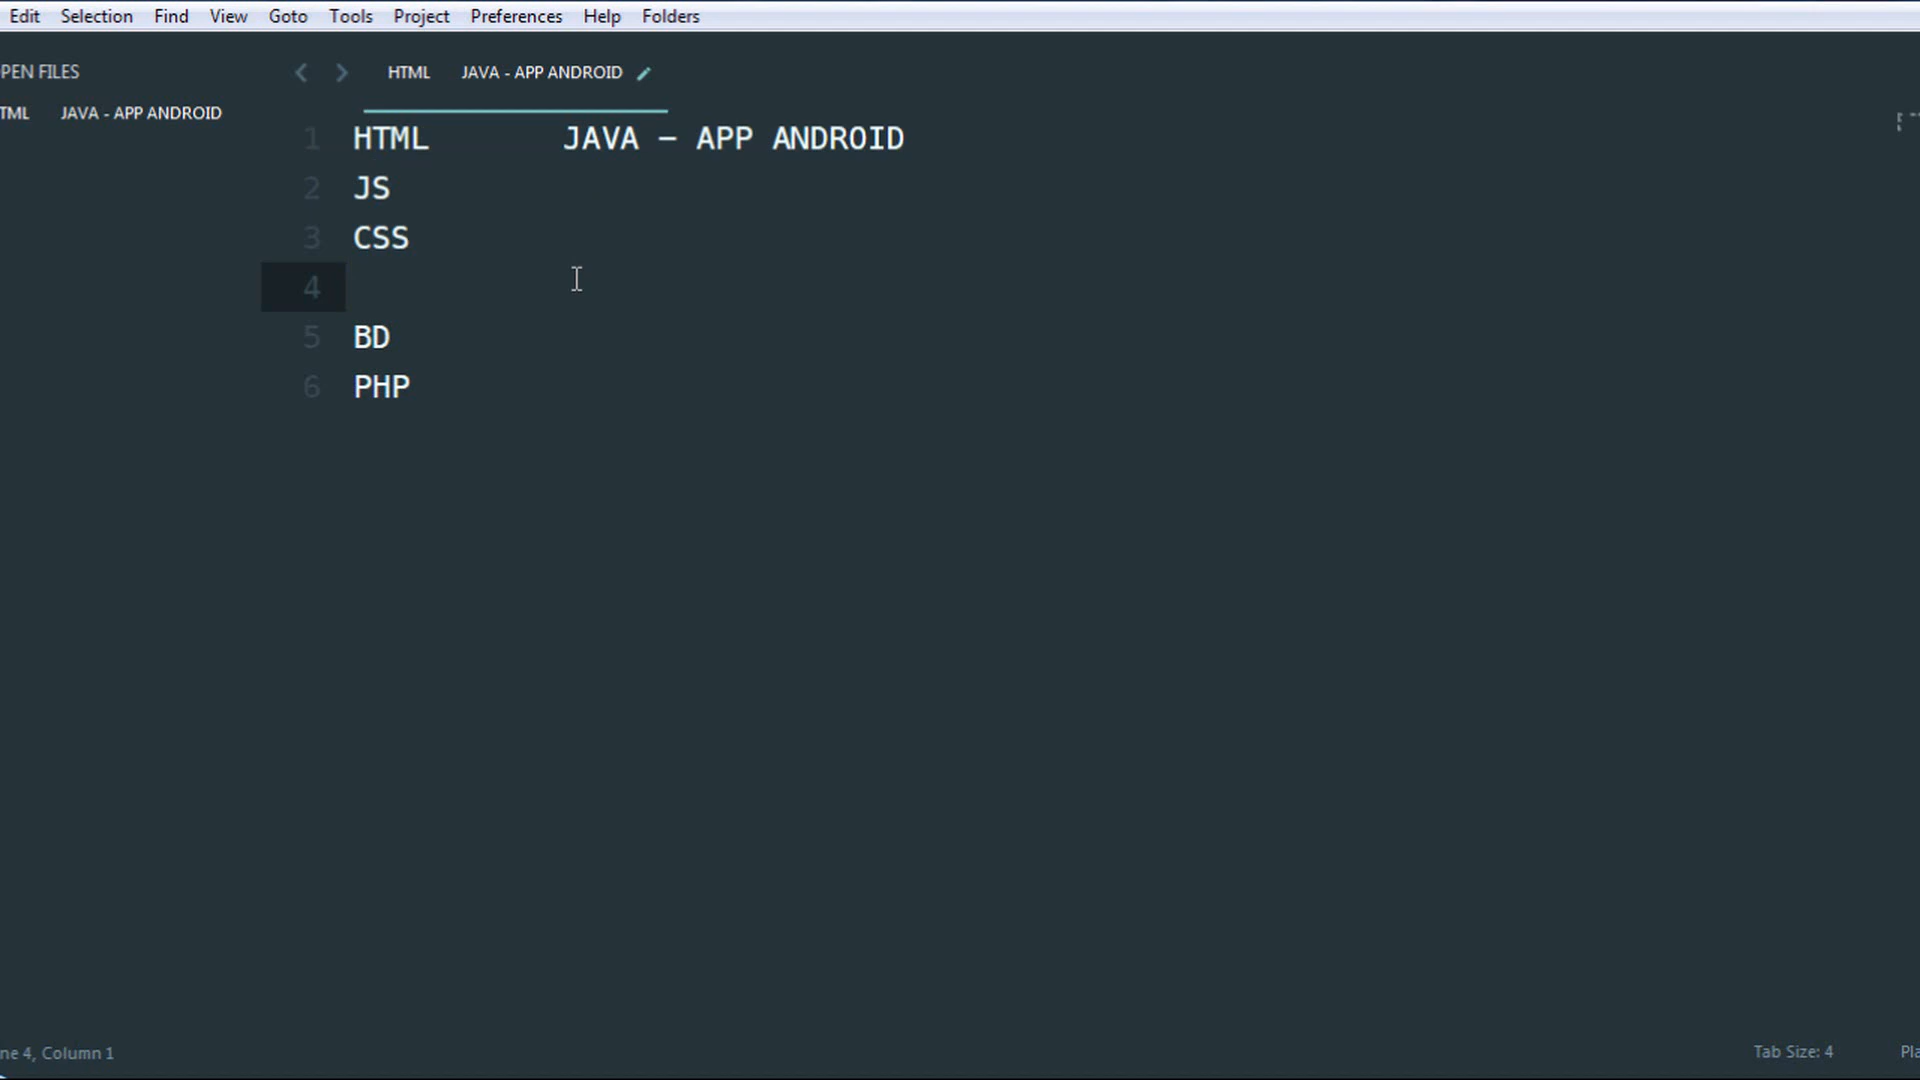 Edit Selection Find View Goto Tools Project Preferences Help Folders
PEN FILES
TML JAVA - APP ANDROID
HTML JAVA - APP ANDROID
1 HTML JAVA - APP ANDROID
2 JS
3 CSS
4
5 BD
6 PHP
ne 4, Column 1
Tab Size: 4
Pla